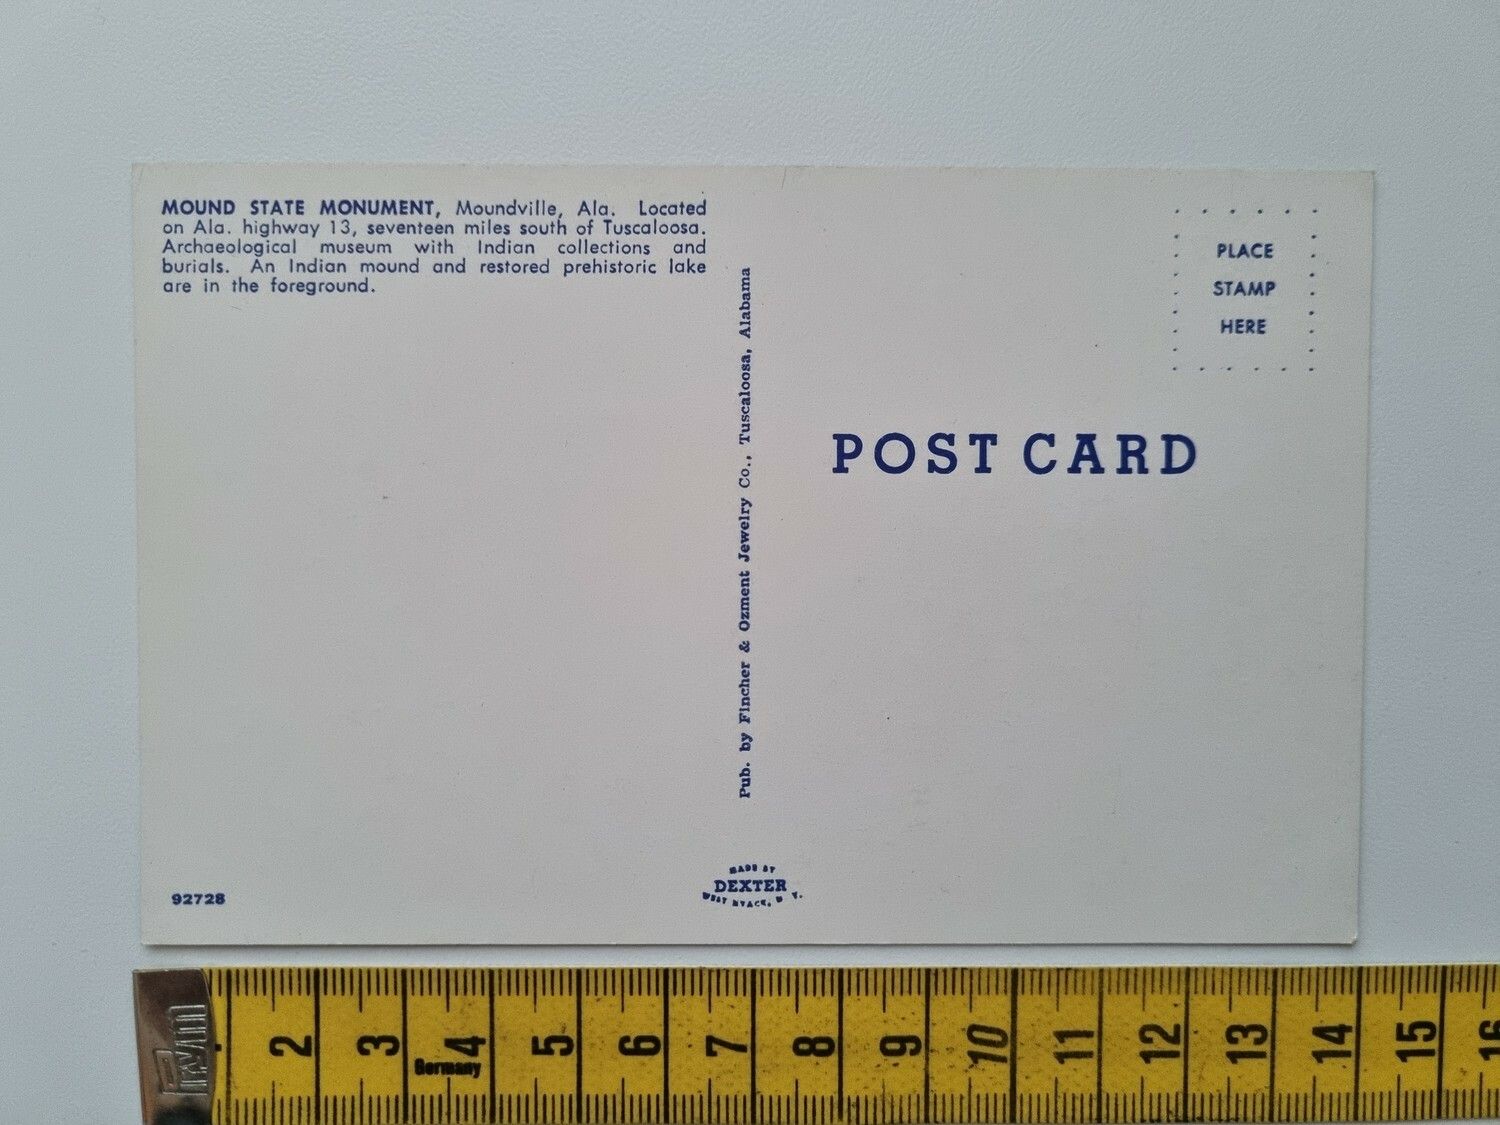 MOUND STATE MONUMENT, Moundville, Ala. Located
on Ala. highway 13, seventeen miles south of Tuscaloosa.
Archaeological museum with Indian collections and
burials. An Indian mound and restored prehistoric lake
are in the foreground.
PLACE
STAMP
HERE
Pub. by Fincher & Ozment Jewelry Co., Tuscaloosa, Alabama
POST CARD
92728
MADE BY
DEXTER
WEST NYACK, N. Y.
2 3 4 5 6 7 8 9 10 11 12 13 14 15 16
Germany